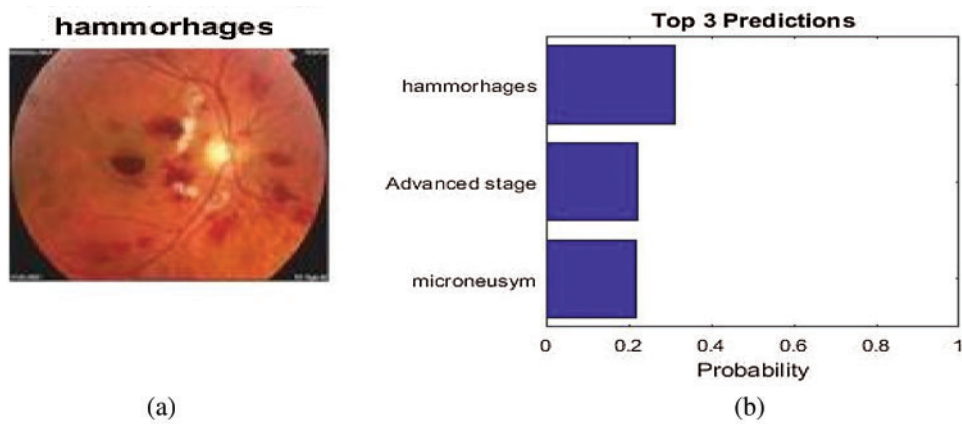 hammorhages
Top 3 Predictions
hammorhages
Advanced stage
microneusym
0 0.2 0.4 0.6 0.8 1
Probability
(a) (b)